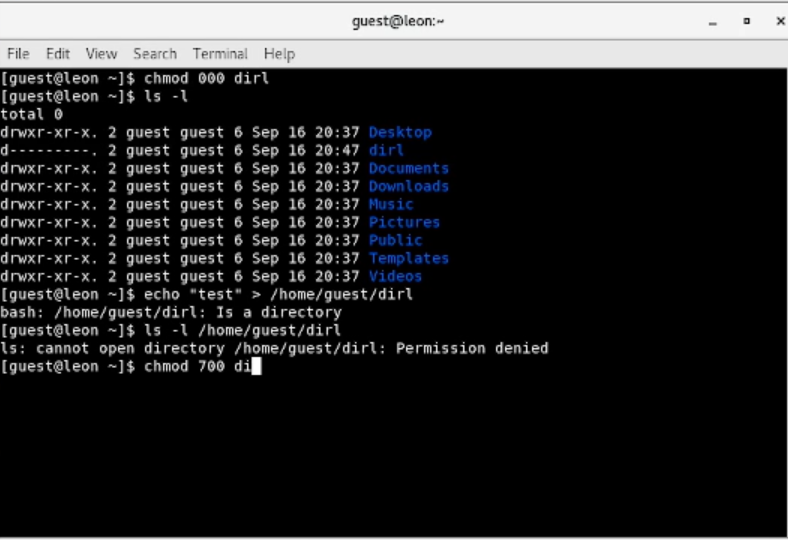 guest@leon:~
File Edit View Search Terminal Help
[guest@leon ~]$ chmod 000 dirl
[guest@leon ~]$ ls -l
total 0
drwxr-xr-x. 2 guest guest 6 Sep 16 20:37 Desktop
d---------. 2 guest guest 6 Sep 16 20:47 dirl
drwxr-xr-x. 2 guest guest 6 Sep 16 20:37 Documents
drwxr-xr-x. 2 guest guest 6 Sep 16 20:37 Downloads
drwxr-xr-x. 2 guest guest 6 Sep 16 20:37 Music
drwxr-xr-x. 2 guest guest 6 Sep 16 20:37 Pictures
drwxr-xr-x. 2 guest guest 6 Sep 16 20:37 Public
drwxr-xr-x. 2 guest guest 6 Sep 16 20:37 Templates
drwxr-xr-x. 2 guest guest 6 Sep 16 20:37 Videos
[guest@leon ~]$ echo "test" > /home/guest/dirl
bash: /home/guest/dirl: Is a directory
[guest@leon ~]$ ls -l /home/guest/dirl
ls: cannot open directory /home/guest/dirl: Permission denied
[guest@leon ~]$ chmod 700 di